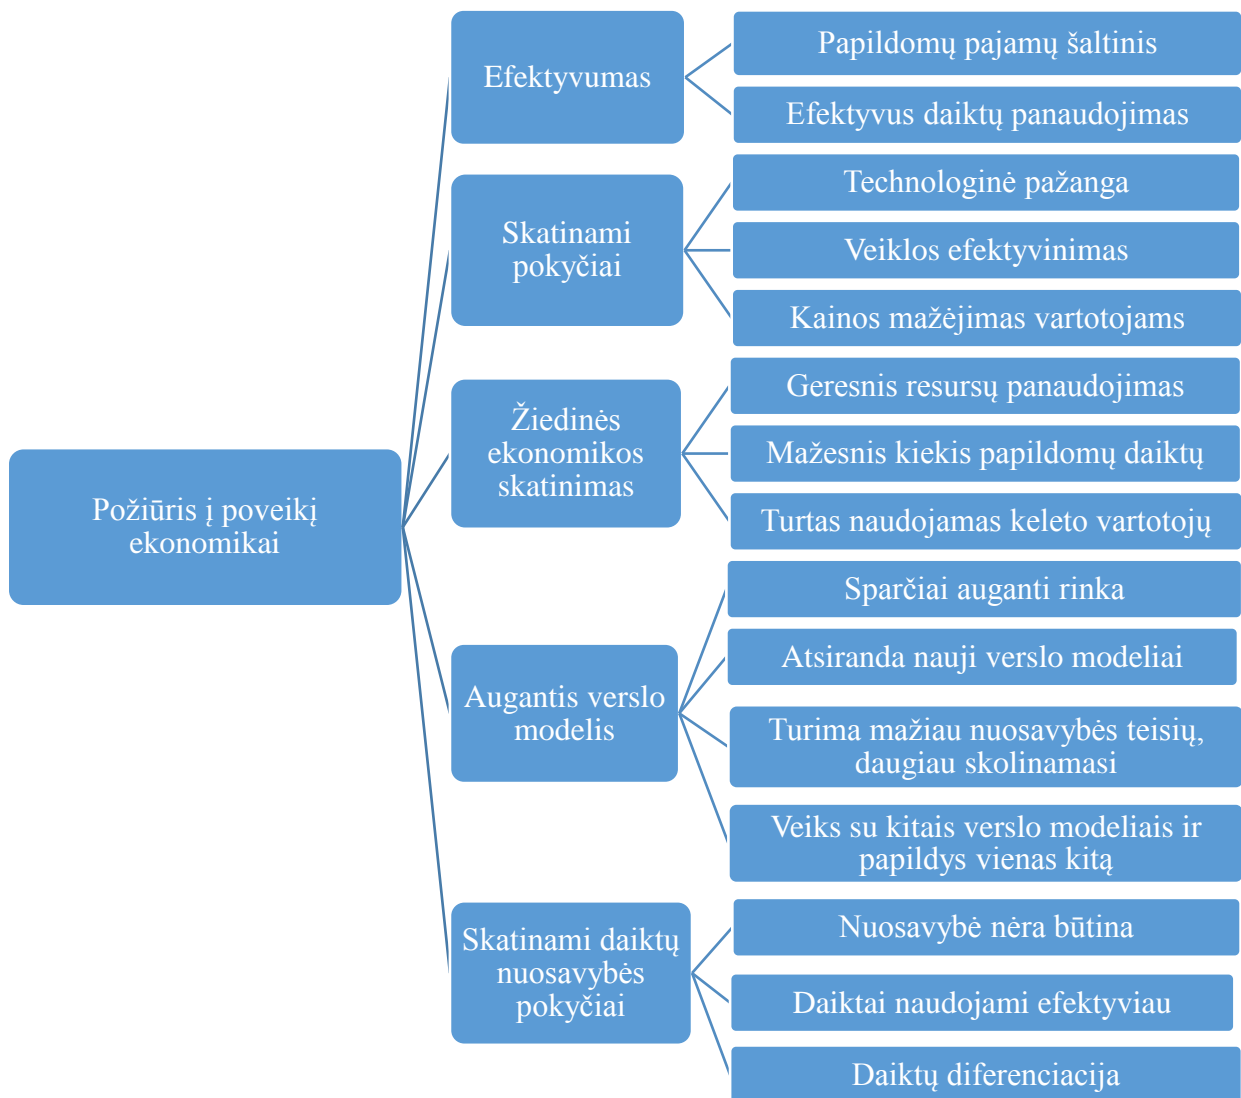 Požiūris į poveikį
ekonomikai
Efektyvumas
Papildomų pajamų šaltinis
Efektyvus daiktų panaudojimas
Skatinami
pokyčiai
Technologinė pažanga
Veiklos efektyvinimas
Kainos mažėjimas vartotojams
Žiedinės
ekonomikos
skatinimas
Geresnis resursų panaudojimas
Mažesnis kiekis papildomų daiktų
Turtas naudojamas keleto vartotojų
Augantis verslo
modelis
Sparčiai auganti rinka
Atsiranda nauji verslo modeliai
Turima mažiau nuosavybės teisių,
daugiau skolinamasi
Veiks su kitais verslo modeliais ir
papildys vienas kitą
Skatinami daiktų
nuosavybės
pokyčiai
Nuosavybė nėra būtina
Daiktai naudojami efektyviau
Daiktų diferenciacija